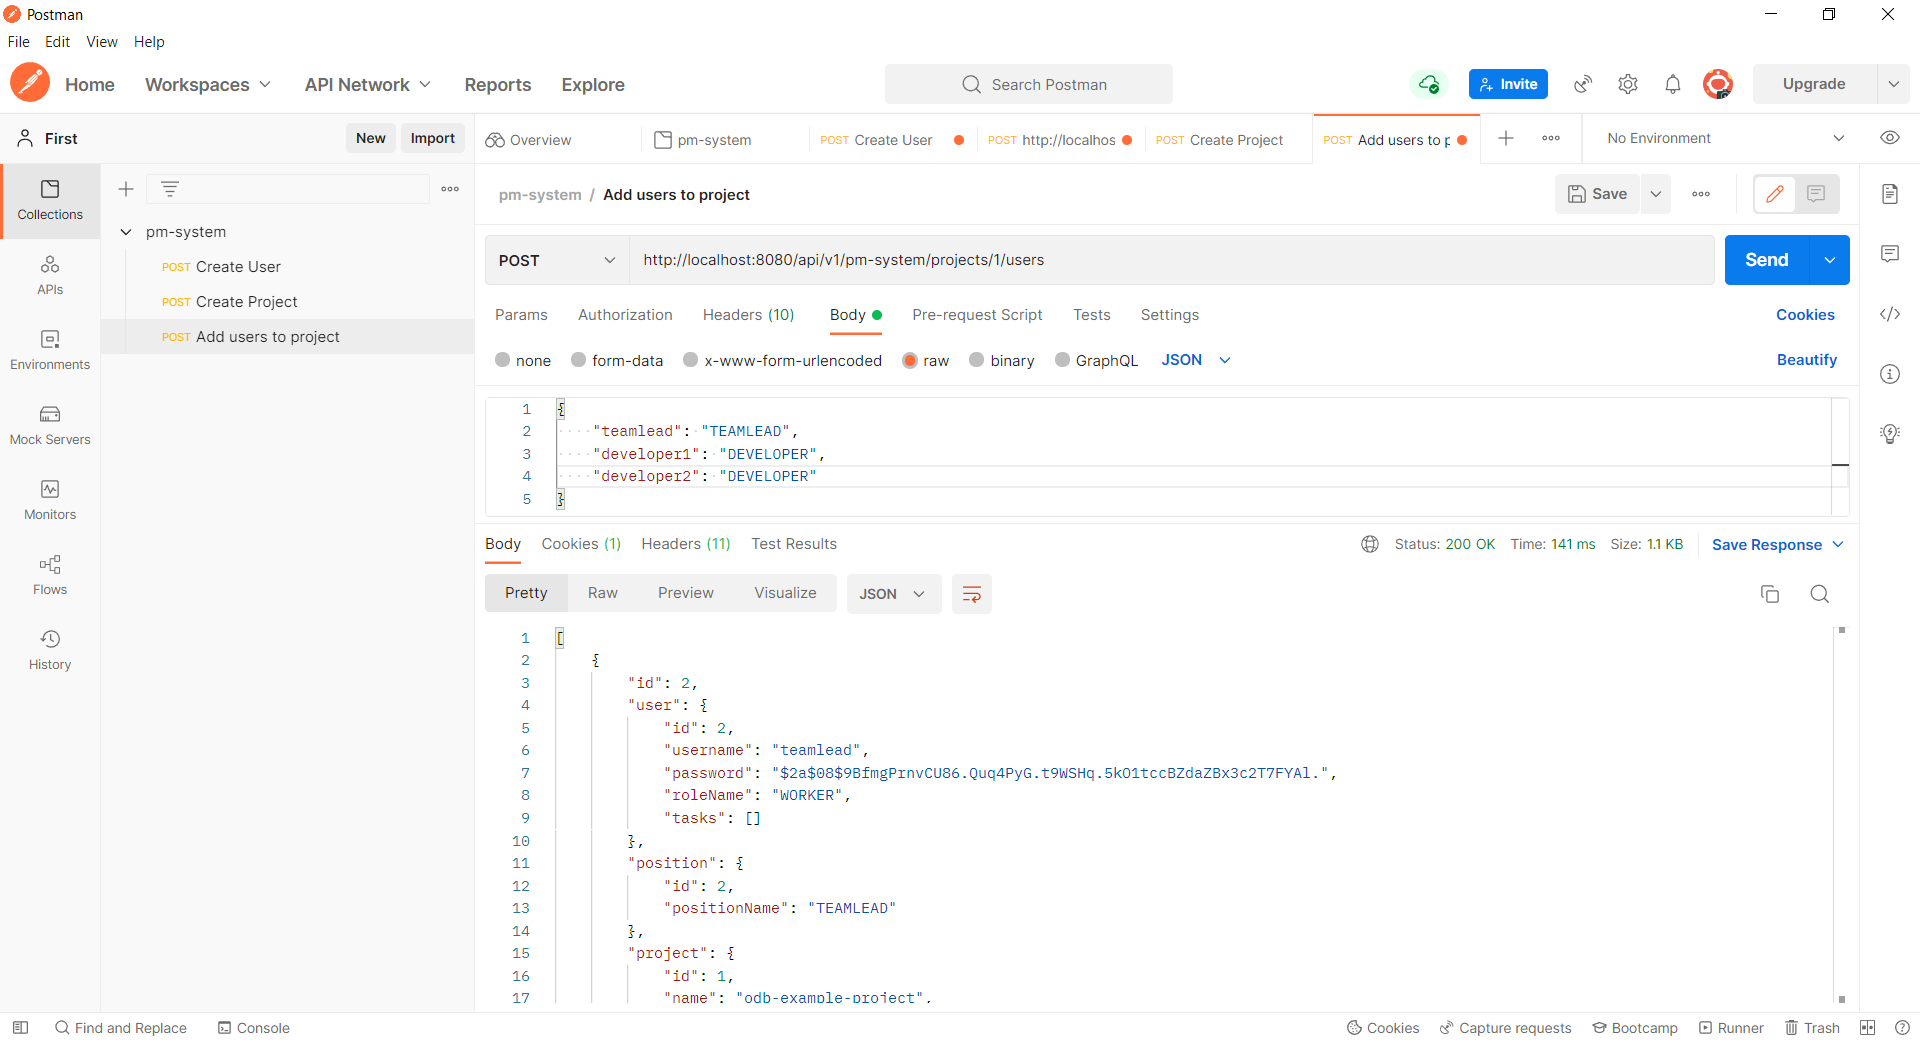 Postman
File Edit View Help
Home Workspaces API Network Reports Explore Search Postman Invite Upgrade
First New Import
Overview pm-system POST Create User POST http://localhos POST Create Project POST Add users to p No Environment
Collections
APIs
Environments
Mock Servers
Monitors
Flows
History
pm-system
POST Create User
POST Create Project
POST Add users to project
pm-system / Add users to project Save
POST http://localhost:8080/api/v1/pm-system/projects/1/users Send
Params Authorization Headers (10) Body Pre-request Script Tests Settings Cookies
none form-data x-www-form-urlencoded raw binary GraphQL JSON Beautify
1 {
2 "teamlead": "TEAMLEAD",
3 "developer1": "DEVELOPER",
4 "developer2": "DEVELOPER"
5 }
Body Cookies (1) Headers (11) Test Results Status: 200 OK Time: 141 ms Size: 1.1 KB Save Response
Pretty Raw Preview Visualize JSON
1 [
2 {
3 "id": 2,
4 "user": {
5 "id": 2,
6 "username": "teamlead",
7 "password": "$2a$08$9BfmgPrnvCU86.Quq4PyG.t9WSHq.5kO1tccBZdaZBx3c2T7FYAl.",
8 "roleName": "WORKER",
9 "tasks": []
10 },
11 "position": {
12 "id": 2,
13 "positionName": "TEAMLEAD"
14 },
15 "project": {
16 "id": 1,
17 "name": "odb-example-project",
Find and Replace Console Cookies Capture requests Bootcamp Runner Trash